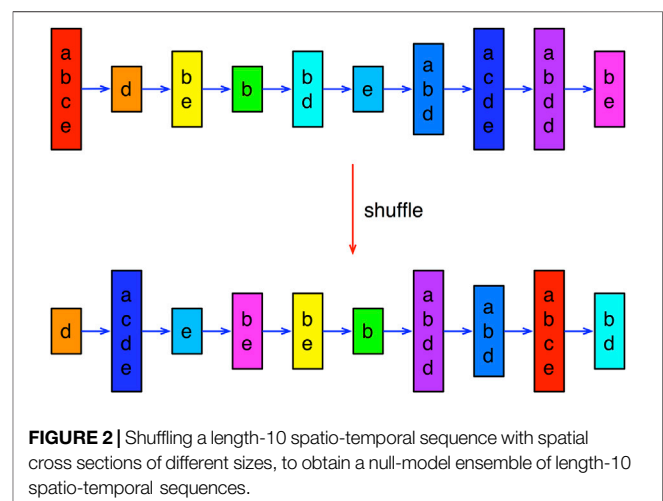 a
b
c
e
d
b
e
b
b
d
e
a
b
d
a
c
d
e
a
b
d
d
b
e
shuffle
d
a
c
d
e
e
b
e
b
e
b
a
b
d
d
a
b
d
a
b
c
e
b
d
FIGURE 2 | Shuffling a length-10 spatio-temporal sequence with spatial
cross sections of different sizes, to obtain a null-model ensemble of length-10
spatio-temporal sequences.